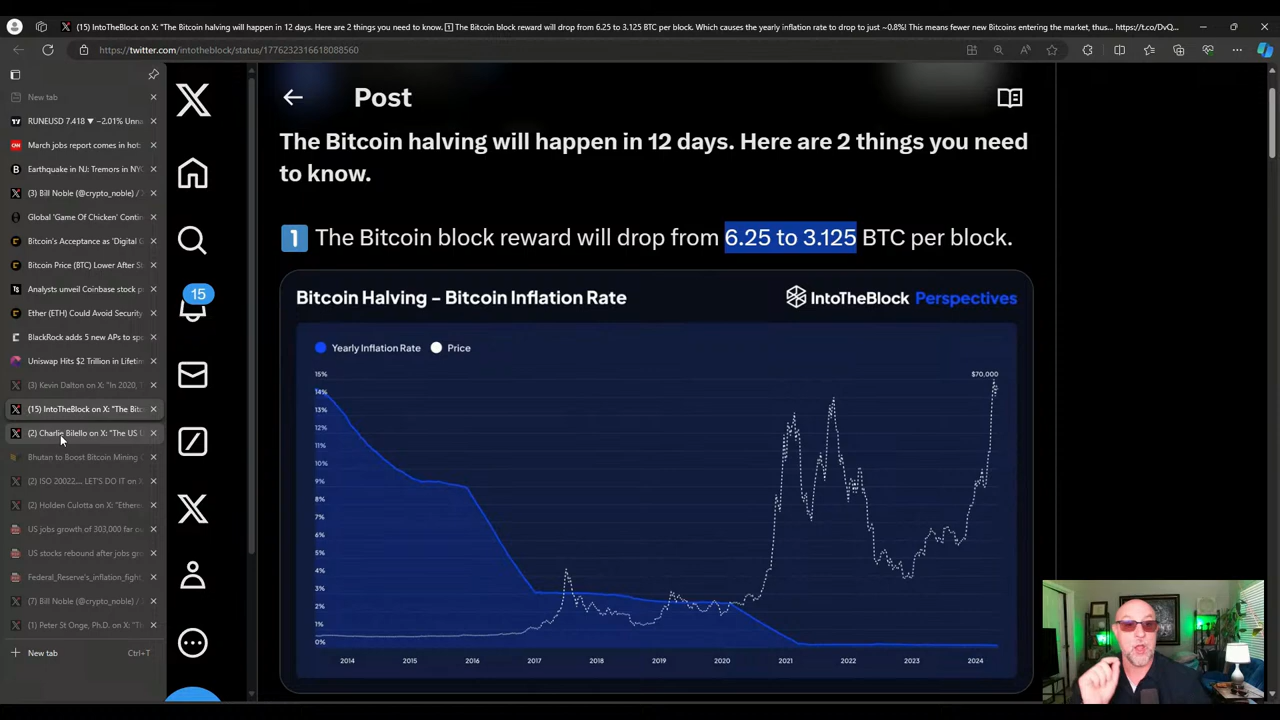 (15) IntoTheBlock on X: "The Bitcoin halving will happen in 12 days. Here are 2 things you need to know. 1 The Bitcoin block reward will drop from 6.25 to 3.125 BTC per block. Which causes the yearly inflation rate to drop to just ~0.8%! This means fewer new Bitcoins entering the market, thus... https://t.co/DvQ...
https://twitter.com/intotheblock/status/1776232316618088560
New tab
RUNEUSD 7.418 ▼ −2.01% Unna
March jobs report comes in hot:
Earthquake in NJ: Tremors in NYC
(3) Bill Noble (@crypto_noble) /
Global 'Game Of Chicken' Contin
Bitcoin's Acceptance as 'Digital G
Bitcoin Price (BTC) Lower After S
Analysts unveil Coinbase stock p
Ether (ETH) Could Avoid Security
BlackRock adds 5 new APs to sp
Uniswap Hits $2 Trillion in Lifetim
(3) Kevin Dalton on X: "In 2020,
(15) IntoTheBlock on X: "The Bitc
(2) Charlie Bilello on X: "The US L
Bhutan to Boost Bitcoin Mining C
(2) ISO 20022.... LET'S DO IT on X
(2) Holden Culotta on X: "Ethere
US jobs growth of 303,000 far o
US stocks rebound after jobs gr
Federal_Reserve's_inflation_fight
(7) Bill Noble (@crypto_noble) /
(1) Peter St Onge, Ph.D. on X: "T
New tab Ctrl+T
15
Post
The Bitcoin halving will happen in 12 days. Here are 2 things you need
to know.
1 The Bitcoin block reward will drop from 6.25 to 3.125 BTC per block.
Bitcoin Halving – Bitcoin Inflation Rate
IntoTheBlock Perspectives
Yearly Inflation Rate Price
15%
$70,000
14%
13%
12%
11%
10%
9%
8%
7%
6%
5%
4%
3%
2%
1%
0%
2014 2015 2016 2017 2018 2019 2020 2021 2022 2023 2024